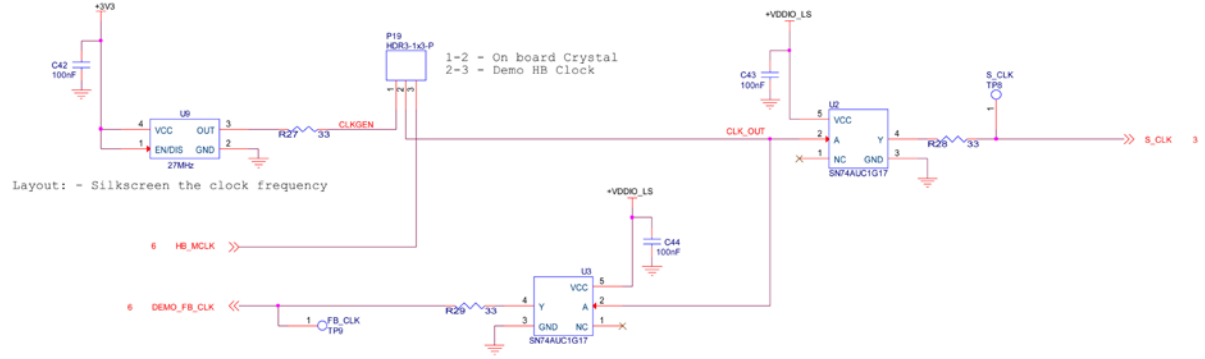 +3V3
C42
100nF
U9
4 VCC OUT 3
1 EN/DIS GND 2
27MHz
R27 33
CLKGEN
P19
HDR3-1x3-P
1 2 3
1-2 - On board Crystal
2-3 - Demo HB Clock
Layout: - Silkscreen the clock frequency
+VDDIO_LS
C43
100nF
U2
5 VCC
2 A Y 4
1 NC GND 3
SN74AUC1G17
CLK_OUT
R28 33
S_CLK
TP8
1
S_CLK 3
6 HB_MCLK
+VDDIO_LS
C44
100nF
U3
VCC 5
4 Y A 2
3 GND NC 1
SN74AUC1G17
R29 33
6 DEMO_FB_CLK
1 FB_CLK
TP9